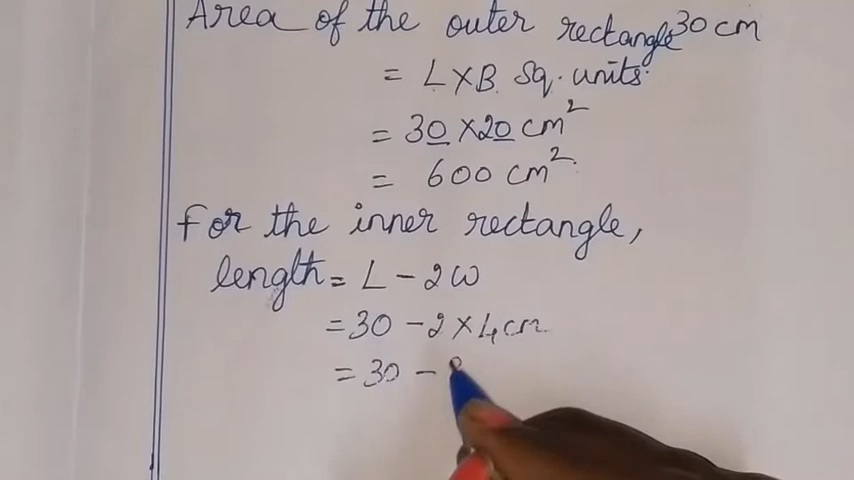 Area of the outer rectangle 30 cm
= L x B Sq. units.
= 30 x 20 cm²
= 600 cm².
For the inner rectangle,
length = L - 2w
= 30 - 2 x 4 cm
= 30 -